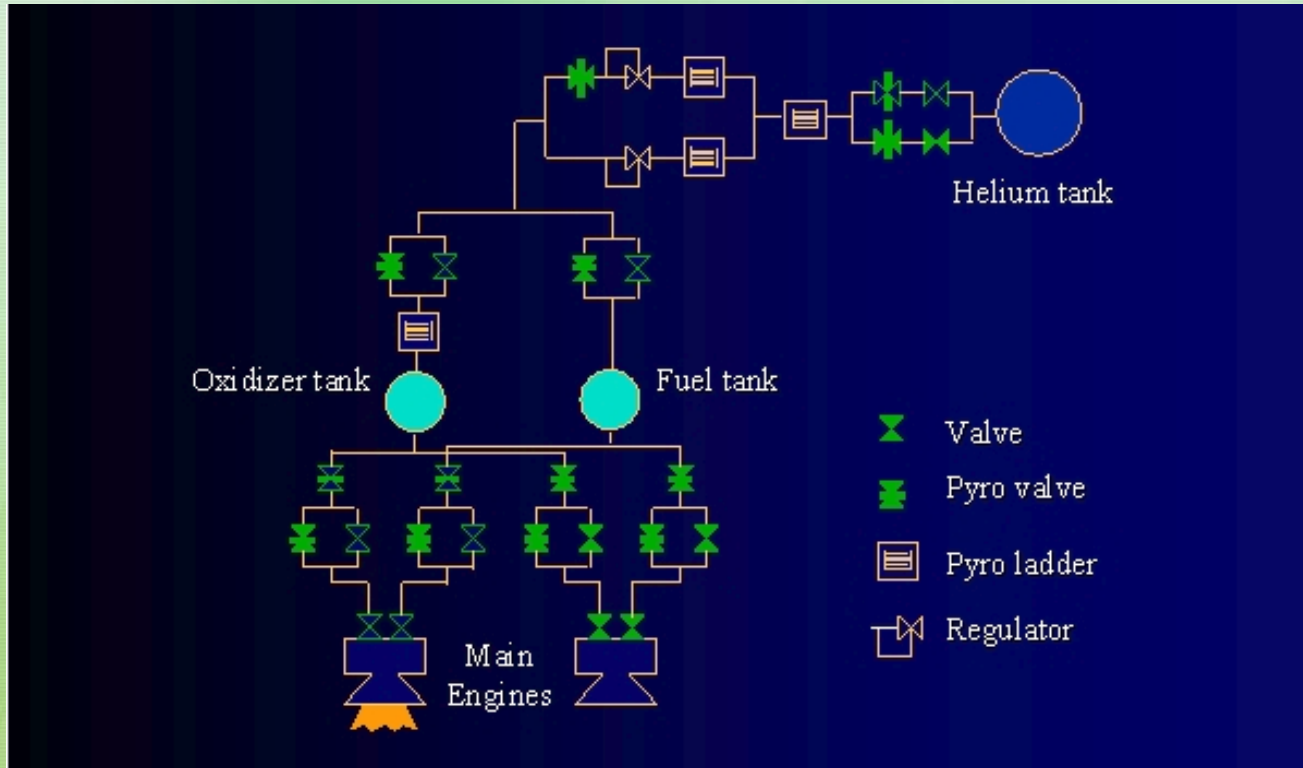 Helium tank
Oxidizer tank
Fuel tank
Valve
Pyro valve
Pyro ladder
Regulator
Main
Engines